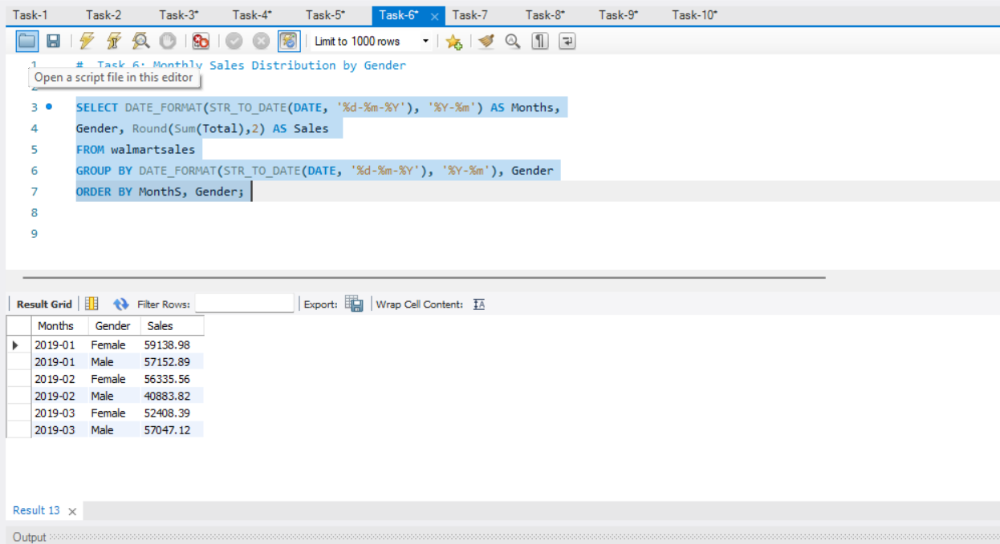 Task-1 Task-2 Task-3* Task-4* Task-5* Task-6* × Task-7 Task-8* Task-9* Task-10*
Limit to 1000 rows
1 # Task 6: Monthly Sales Distribution by Gender
Open a script file in this editor
2
3 SELECT DATE_FORMAT(STR_TO_DATE(DATE, '%d-%m-%Y'), '%Y-%m') AS Months,
4 Gender, Round(Sum(Total),2) AS Sales
5 FROM walmartsales
6 GROUP BY DATE_FORMAT(STR_TO_DATE(DATE, '%d-%m-%Y'), '%Y-%m'), Gender
7 ORDER BY MonthS, Gender;
8
9
Result Grid Filter Rows: Export: Wrap Cell Content: IA
Months Gender Sales
2019-01 Female 59138.98
2019-01 Male 57152.89
2019-02 Female 56335.56
2019-02 Male 40883.82
2019-03 Female 52408.39
2019-03 Male 57047.12
Result 13 ×
Output